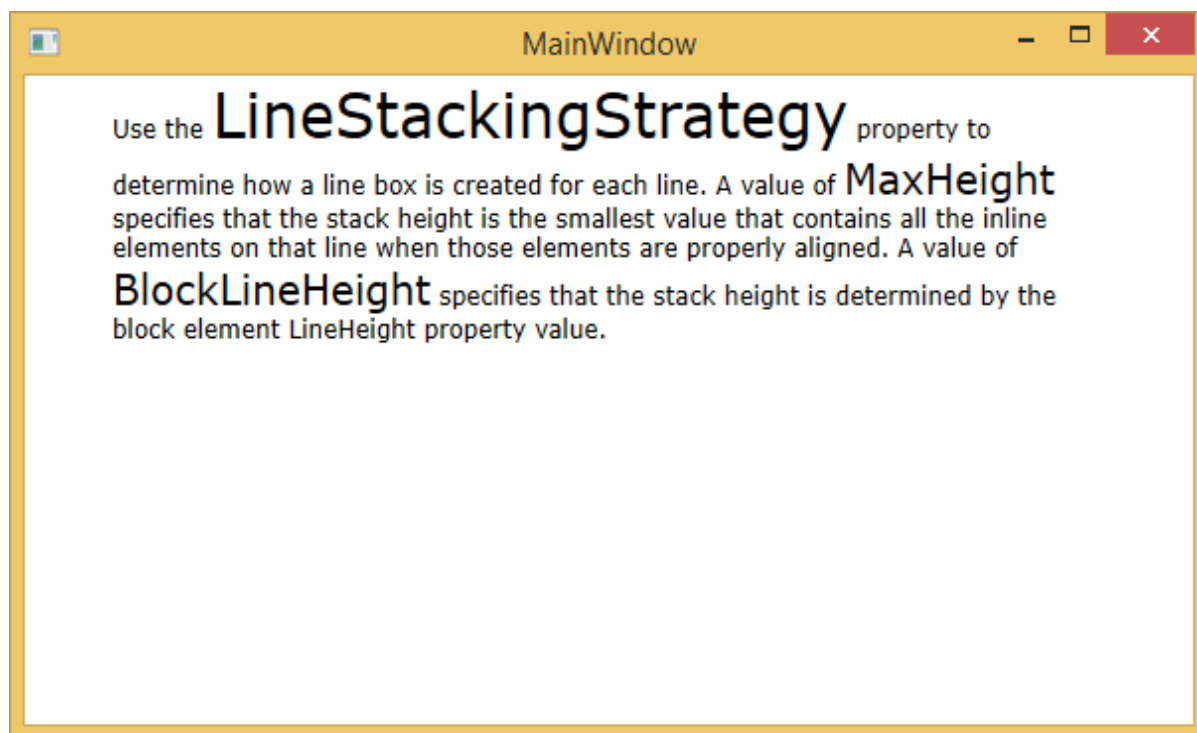 MainWindow
Use the LineStackingStrategy property to
determine how a line box is created for each line. A value of MaxHeight
specifies that the stack height is the smallest value that contains all the inline
elements on that line when those elements are properly aligned. A value of
BlockLineHeight specifies that the stack height is determined by the
block element LineHeight property value.